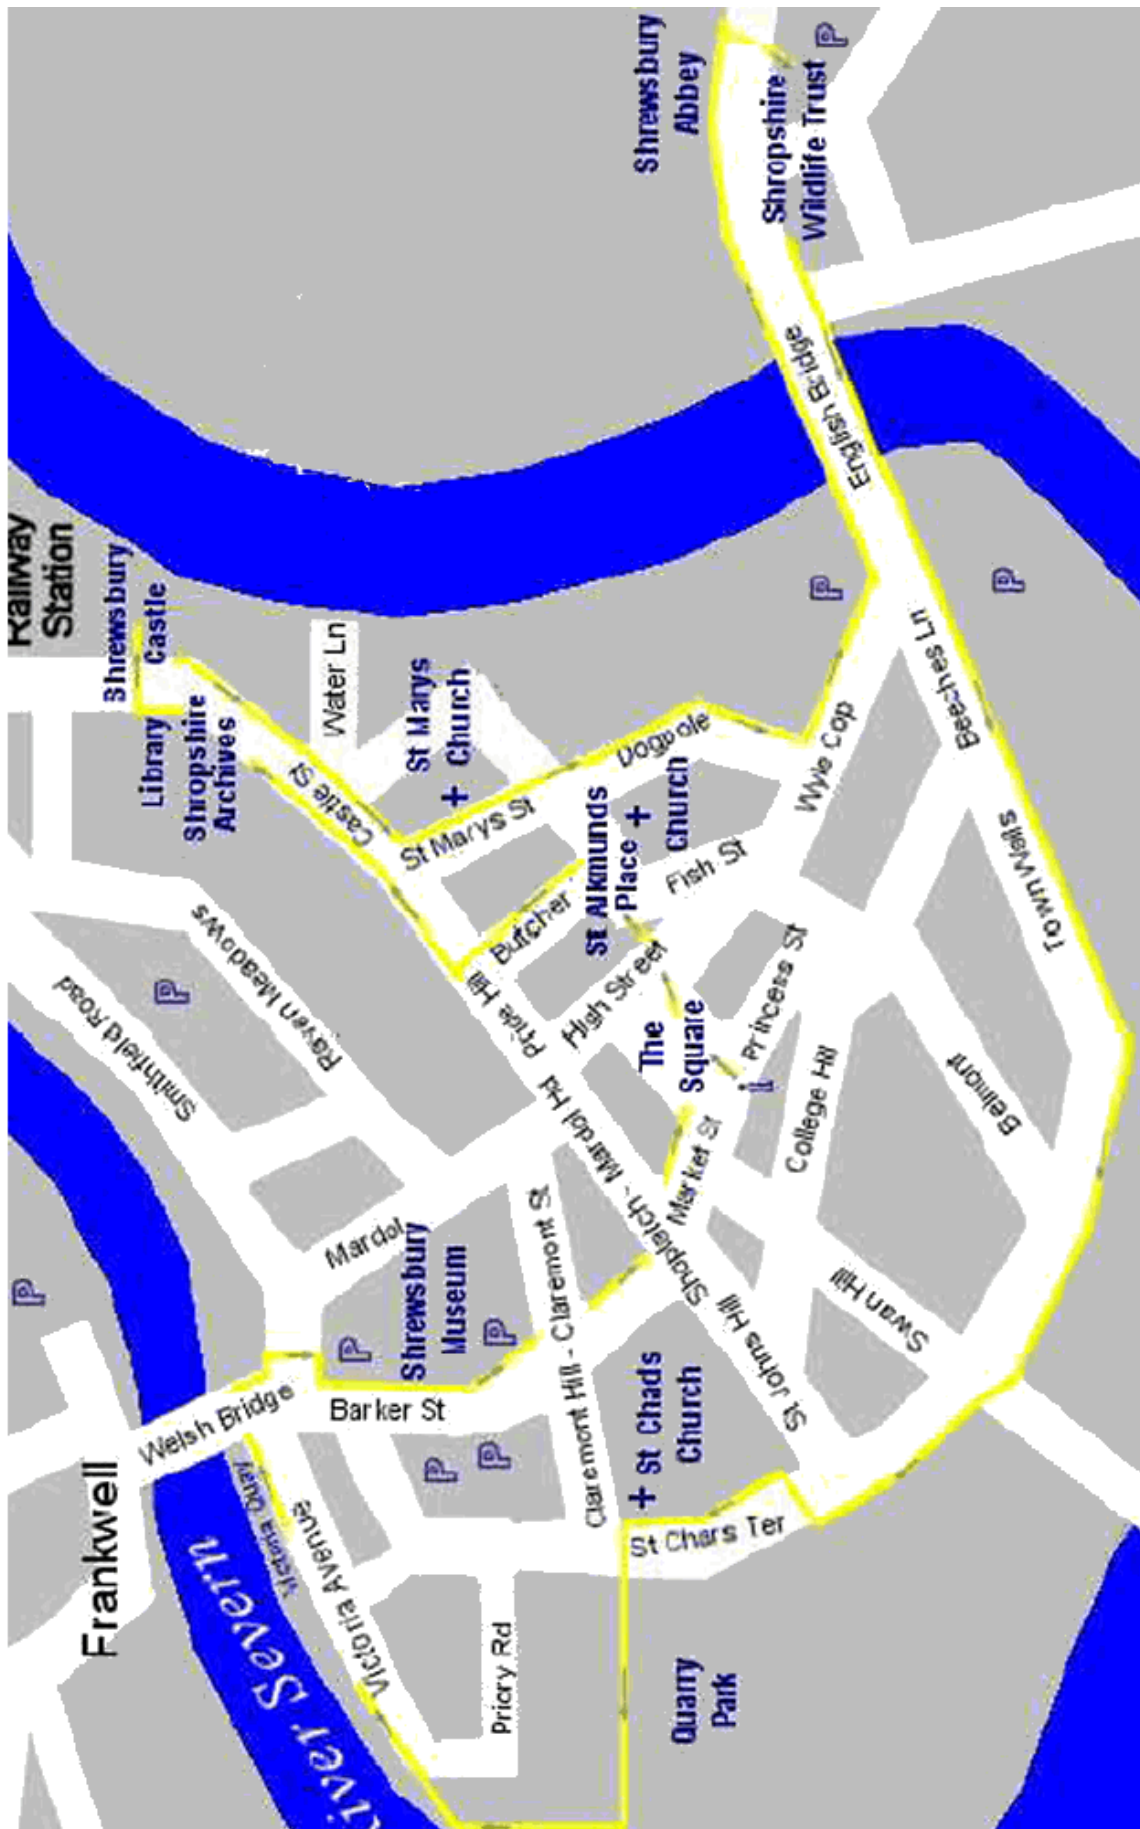 Railway
Station
Shrewsbury
Castle
Library
Shropshire
Archives
Castle St
Water Ln
St Marys
+ Church
St Marys St
Dogpole
St Alkmunds
Place +
Church
Butcher
Fish St
Wyle Cop
English Bridge
Shrewsbury
Abbey
Shropshire
Wildlife Trust
P
P
P
Beeches Ln
Town Walls
Belmont
Princess St
College Hill
High Street
The
Square
i
Market St
Pride Hill
Mardol Hd
Shoplatch
Raven Meadows
Smithfield Road
P
P
Mardol
Shrewsbury
Museum
P
P
Claremont Hill - Claremont St
Swan Hill
St Johns Hill
+ St Chads
Church
St Chars Ter
Barker St
P
P
Welsh Bridge
Frankwell
Victoria Quay
Victoria Avenue
River Severn
Priory Rd
Quarry
Park